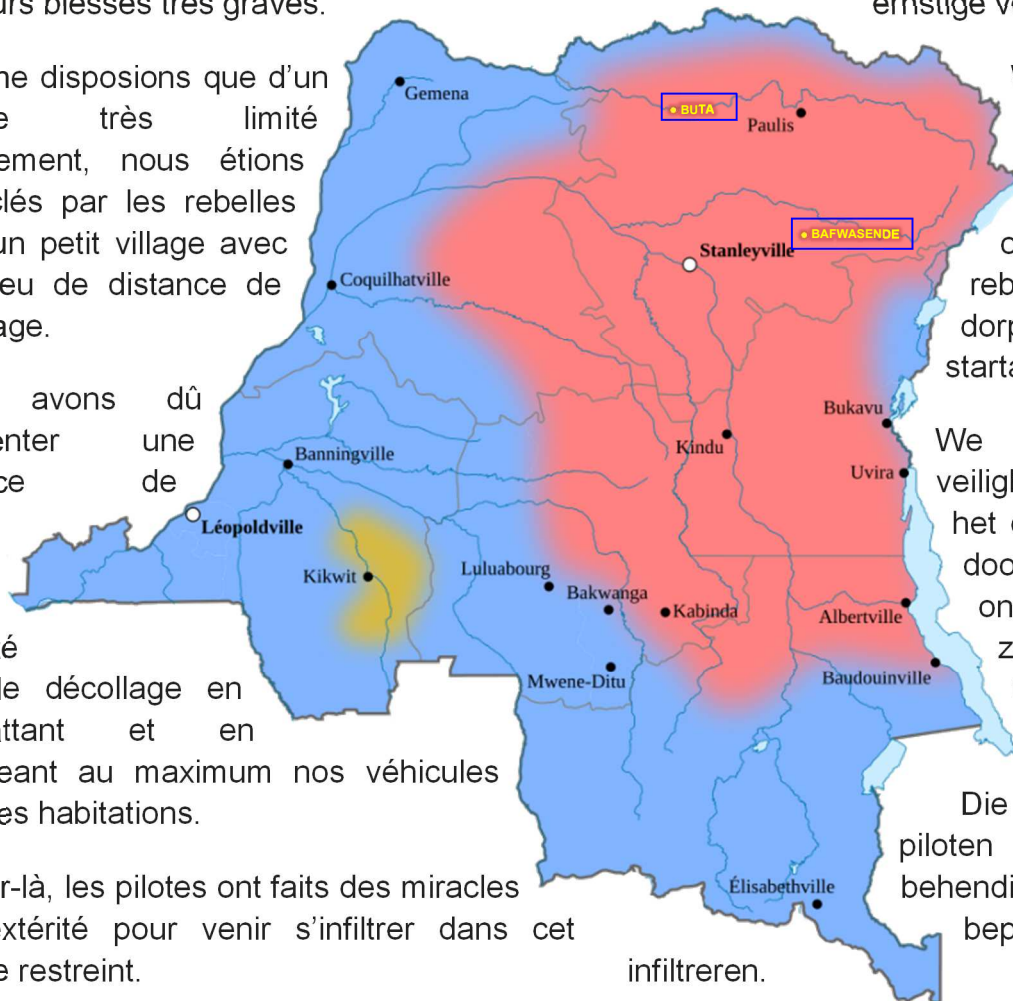 urs blessés très graves.
ne disposions que d'un
e très limité
ement, nous étions
clés par les rebelles
un petit village avec
eu de distance de
age.
avons dû
enter une
ce de
é
le décollage en
attant et en
eant au maximum nos véhicules
es habitations.
r-là, les pilotes ont faits des miracles
extérité pour venir s'infiltrer dans cet
e restreint.
Gemena
BUTA
Paulis
BAFWASENDE
Stanleyville
Coquilhatville
Bukavu
Kindu
Uvira
Banningville
Léopoldville
Kikwit
Luluabourg
Bakwanga
Kabinda
Albertville
Mwene-Ditu
Baudouinville
Élisabethville
ernstige v
reb
dorp
starta
We
veiligh
het
doo
on
z
Die
piloten
behendi
bep
infiltreren.